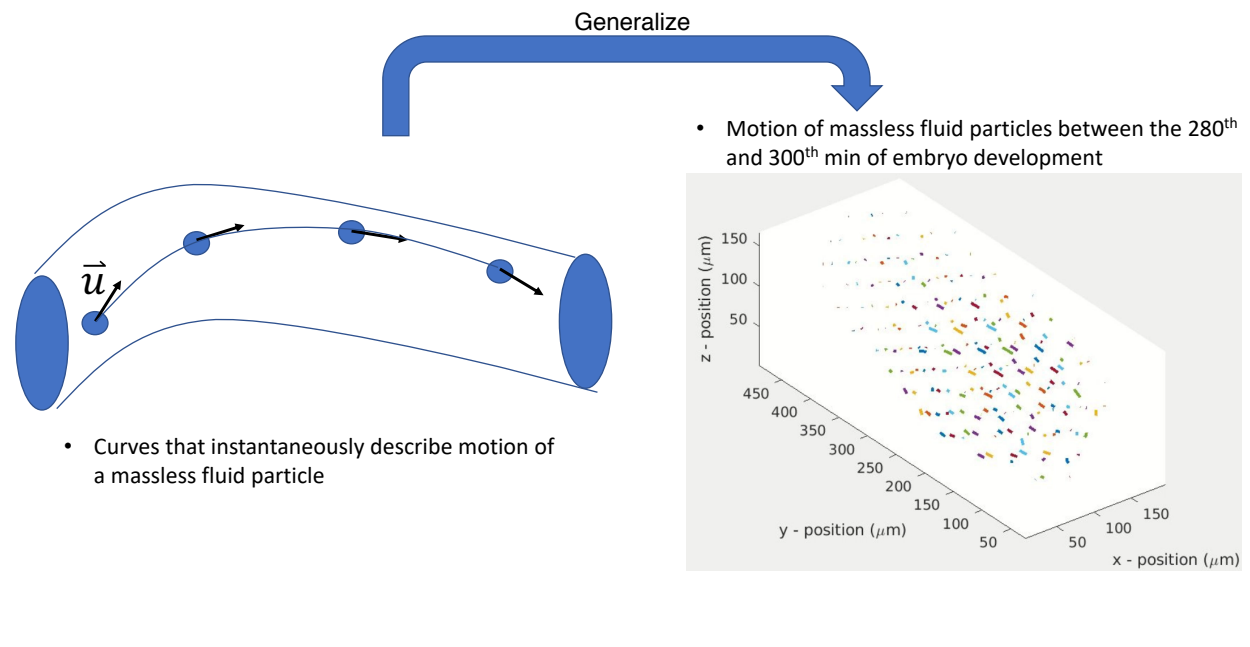 Generalize
• Motion of massless fluid particles between the 280th
and 300th min of embryo development
u
• Curves that instantaneously describe motion of
a massless fluid particle
z - position (μm)
150
100
50
450
400
350
300
250
200
150
100
50
y - position (μm)
50
100
150
x - position (μm)